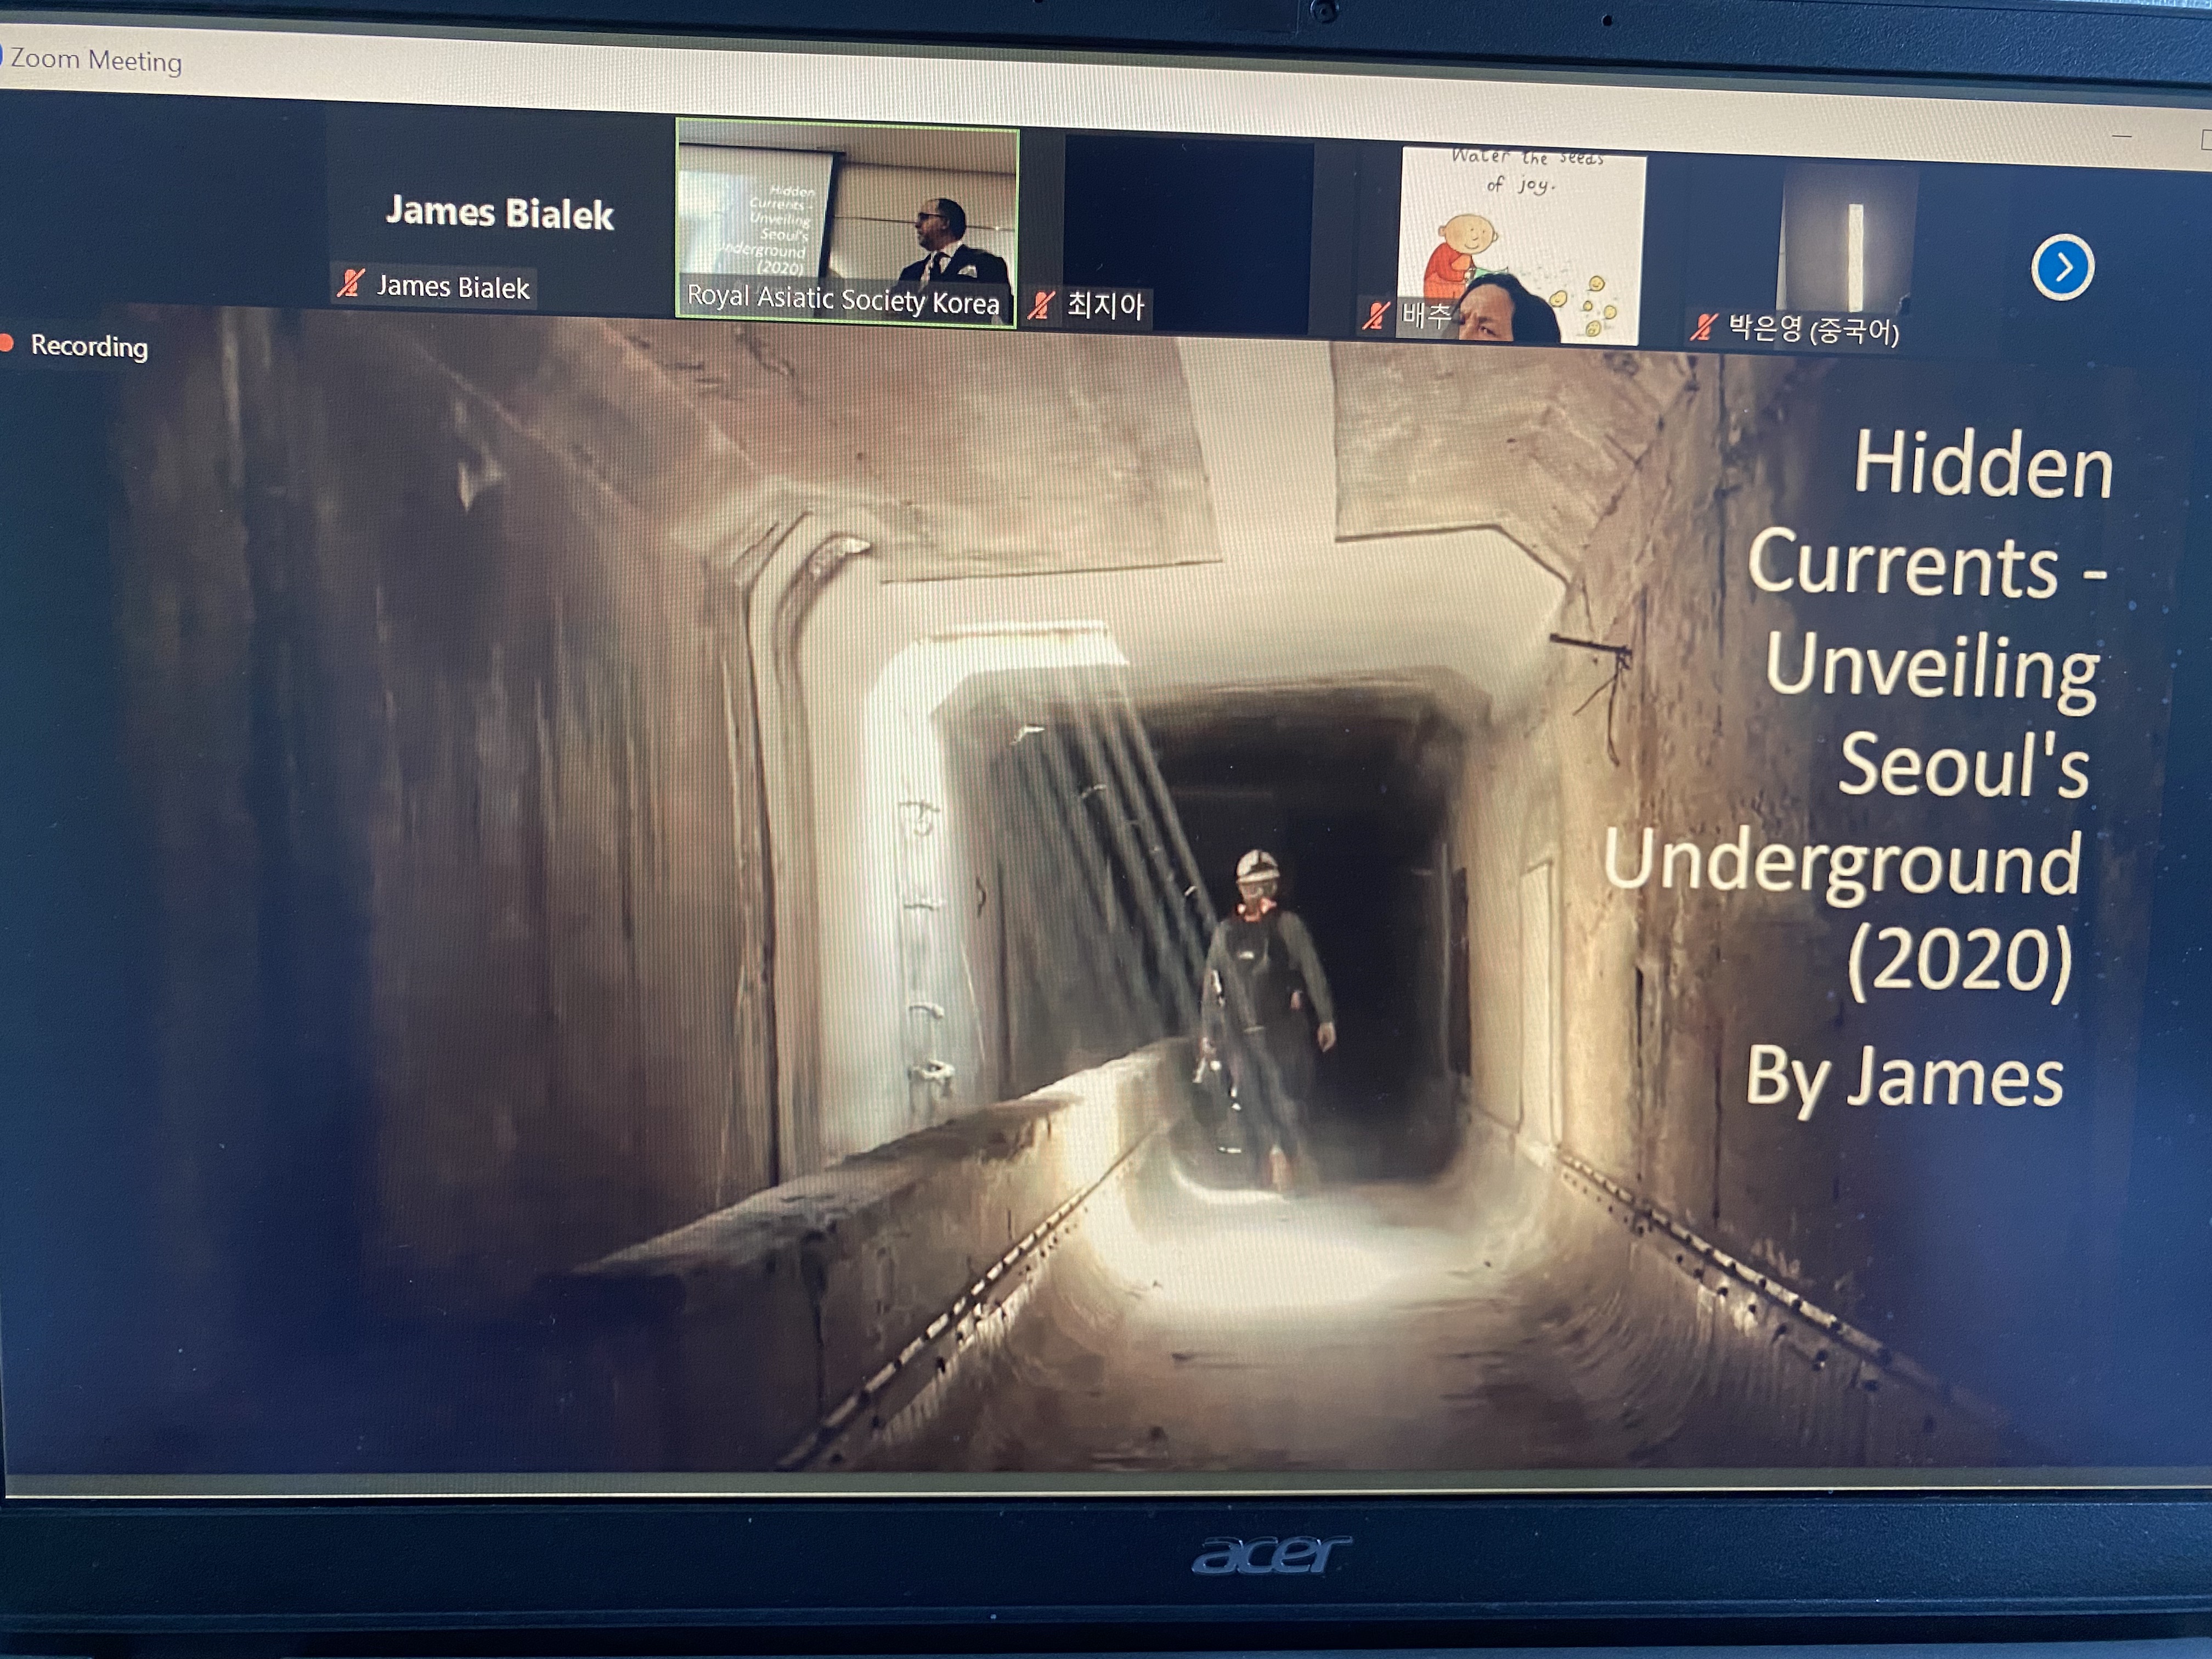 Zoom Meeting
James Bialek
James Bialek
Hidden
Currents -
Unveiling
Seoul's
Underground
(2020)
Royal Asiatic Society Korea
최지아
Water the seeds
of joy.
배추
박은영 (중국어)
Recording
Hidden
Currents -
Unveiling
Seoul's
Underground
(2020)
By James
acer